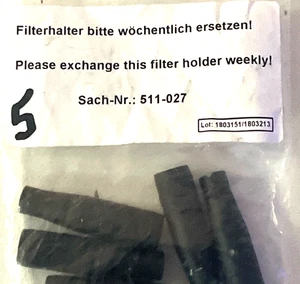 Filterhalter bitte wöchentlich ersetzen!
Please exchange this filter holder weekly!
Sach-Nr.: 511-027
5
Lot: 1803151/1803213